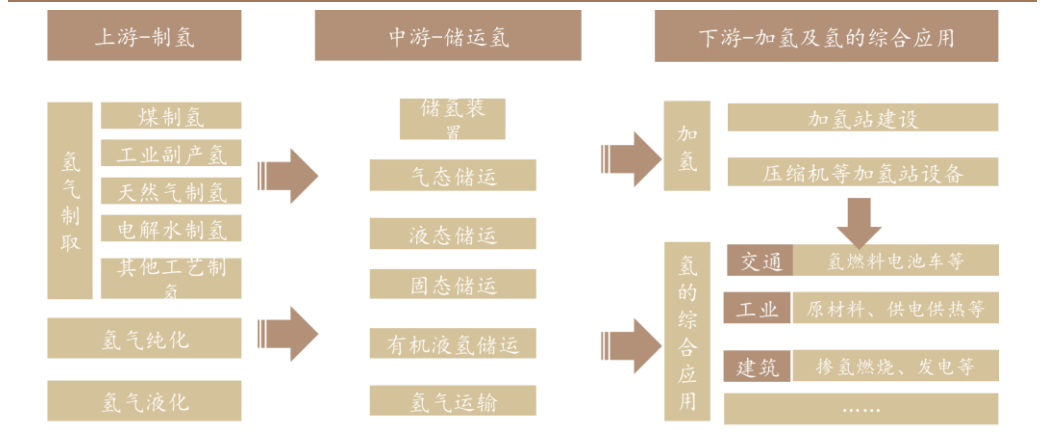 上游-制氢
中游-储运氢
下游-加氢及氢的综合应用
氢气制取
煤制氢
工业副产氢
天然气制氢
电解水制氢
其他工艺制
氢
氢气纯化
氢气液化
储氢装
置
气态储运
液态储运
固态储运
有机液氢储运
氢气运输
加氢
加氢站建设
压缩机等加氢站设备
氢的综合应用
交通
氢燃料电池车等
工业
原材料、供电供热等
建筑
掺氢燃烧、发电等
……